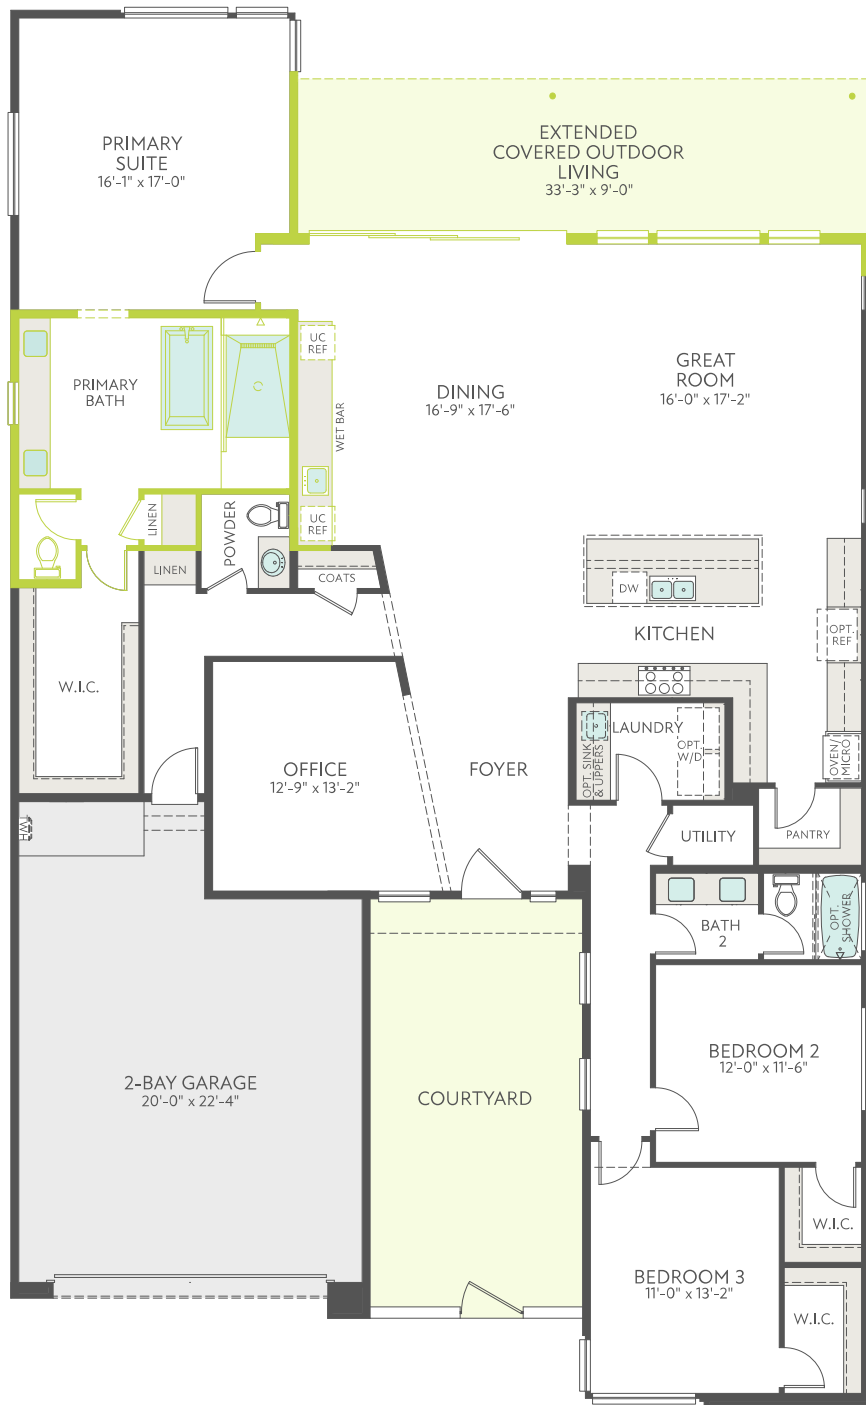 PRIMARY
SUITE
16'-1" x 17'-0"
EXTENDED
COVERED OUTDOOR
LIVING
33'-3" x 9'-0"
PRIMARY
BATH
UC
REF
WET BAR
UC
REF
DINING
16'-9" x 17'-6"
GREAT
ROOM
16'-0" x 17'-2"
LINEN
POWDER
LINEN
COATS
DW
KITCHEN
OPT.
REF
W.I.C.
OFFICE
12'-9" x 13'-2"
FOYER
LAUNDRY
OPT. SINK
& UPPERS
OPT.
W/D
OVEN/
MICRO
WH
UTILITY
PANTRY
BATH
2
OPT.
SHOWER
2-BAY GARAGE
20'-0" x 22'-4"
COURTYARD
BEDROOM 2
12'-0" x 11'-6"
W.I.C.
BEDROOM 3
11'-0" x 13'-2"
W.I.C.